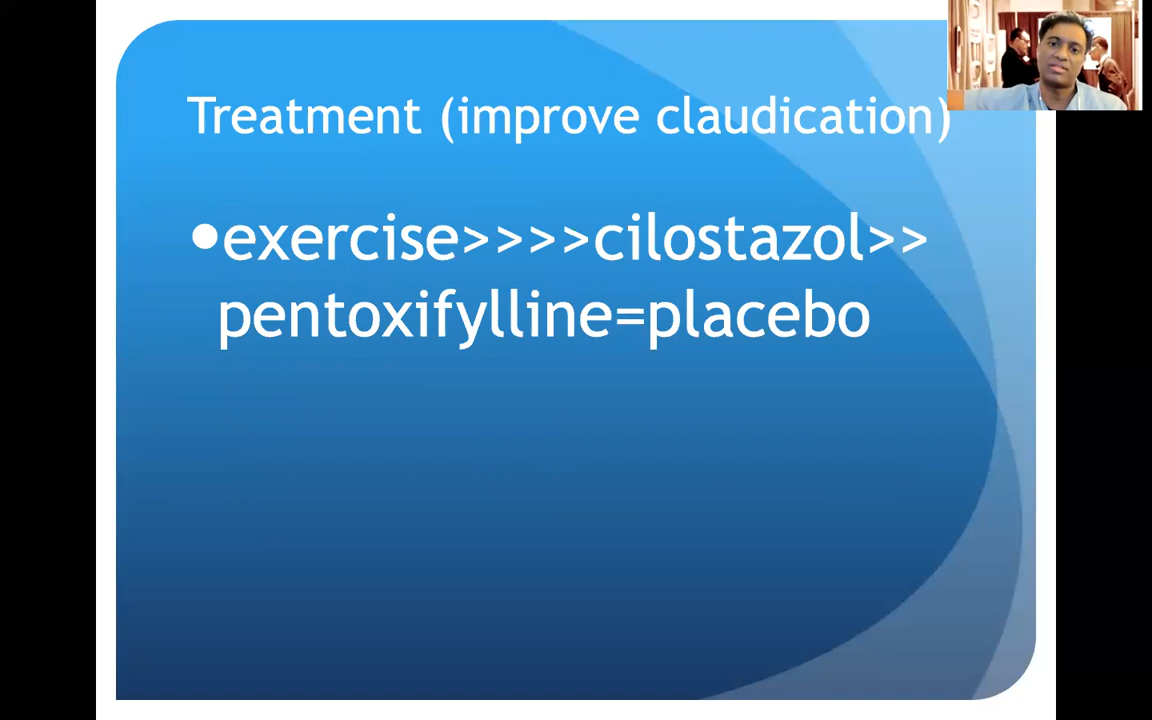 Treatment (improve claudication)
•exercise>>>>cilostazol>>
pentoxifylline=placebo